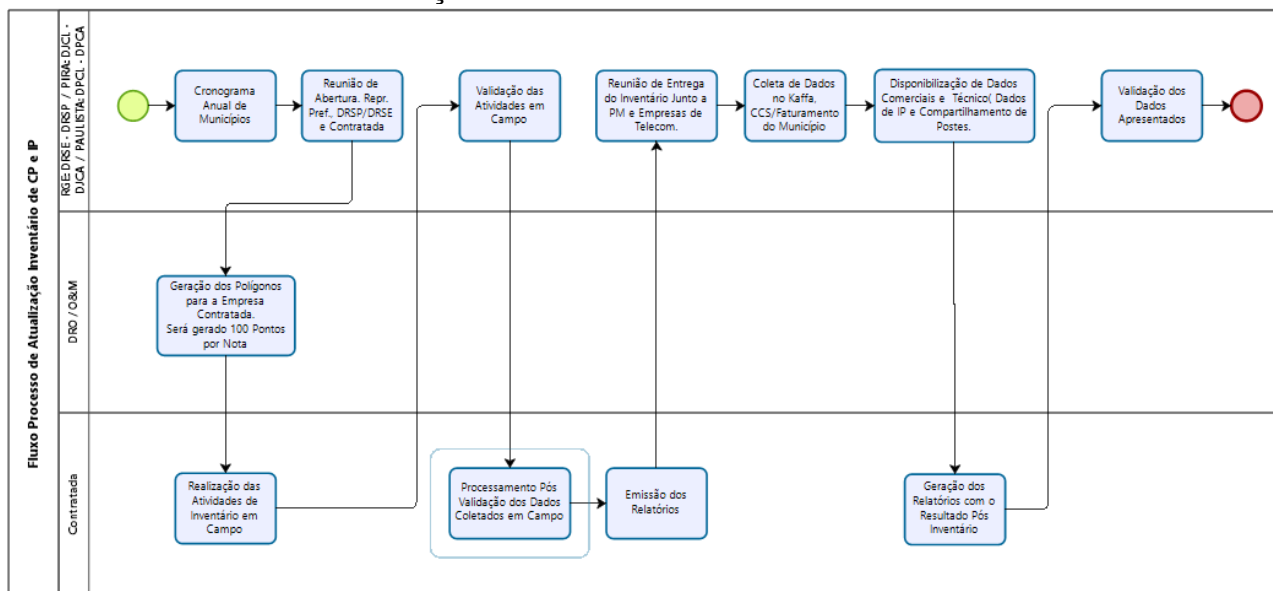 Fluxo Processo de Atualização Inventário de CP e IP
RGE:DRSE - DRSP / PIRA: DJCL -
DJCA / PAULISTA: DPCL - DPCA
Cronograma
Anual de
Municípios
Reunião de
Abertura. Repr.
Pref., DRSP/DRSE
e Contratada
Validação das
Atividades em
Campo
Reunião de Entrega
do Inventário Junto a
PM e Empresas de
Telecom.
Coleta de Dados
no Kaffa,
CCS/Faturamento
do Município
Disponibilização de Dados
Comerciais e Técnico( Dados
de IP e Compartilhamento de
Postes.
Validação dos
Dados
Apresentados
DRO / O&M
Geração dos Polígonos
para a Empresa
Contratada.
Será gerado 100 Pontos
por Nota
Contratada
Realização das
Atividades de
Inventário em
Campo
Processamento Pós
Validação dos Dados
Coletados em Campo
Emissão dos
Relatórios
Geração dos
Relatórios com o
Resultado Pós
Inventário